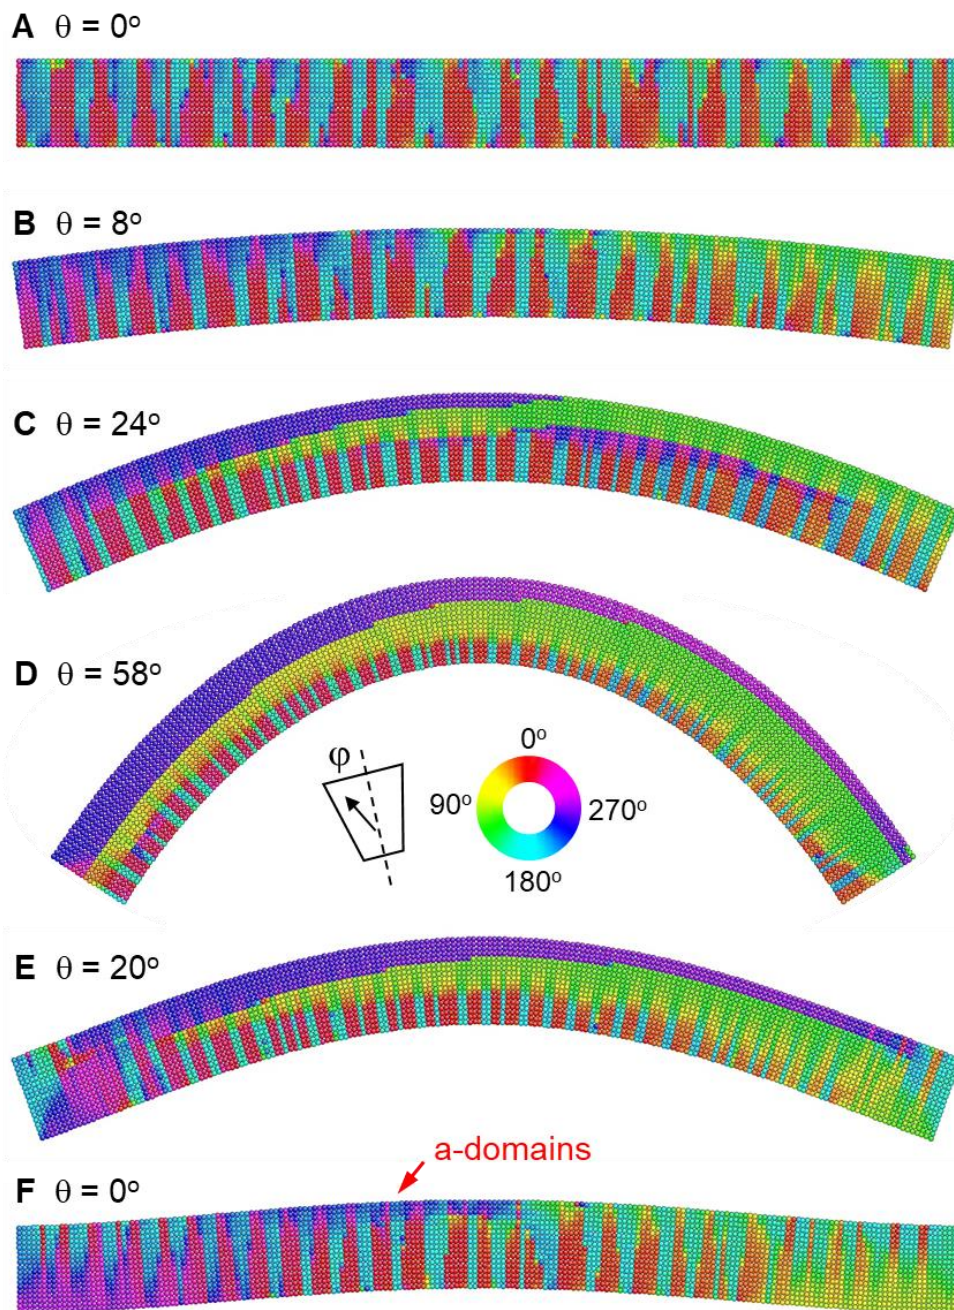 A θ = 0°
B θ = 8°
C θ = 24°
D θ = 58°
φ
0°
90°
270°
180°
E θ = 20°
a-domains
F θ = 0°